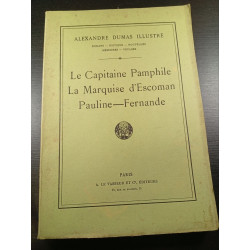 ALEXANDRE DUMAS ILLUSTRÉ
Le Capitaine Pamphile
La Marquise d'Escoman
Pauline—Fernande
PARIS
A. LE VASSEUR ET Cie, ÉDITEURS